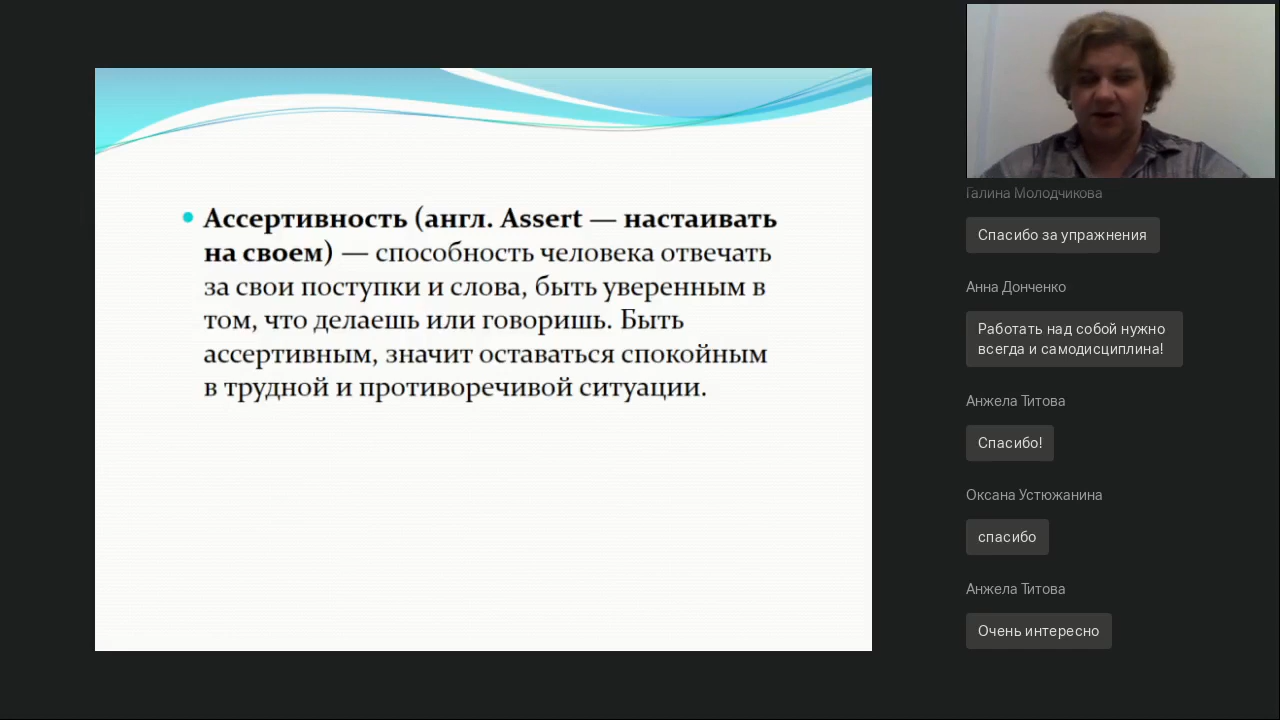 Ассертивность (англ. Assert — настаивать
на своем) — способность человека отвечать
за свои поступки и слова, быть уверенным в
том, что делаешь или говоришь. Быть
ассертивным, значит оставаться спокойным
в трудной и противоречивой ситуации.
Галина Молодчикова
Спасибо за упражнения
Анна Донченко
Работать над собой нужно
всегда и самодисциплина!
Анжела Титова
Спасибо!
Оксана Устюжанина
спасибо
Анжела Титова
Очень интересно